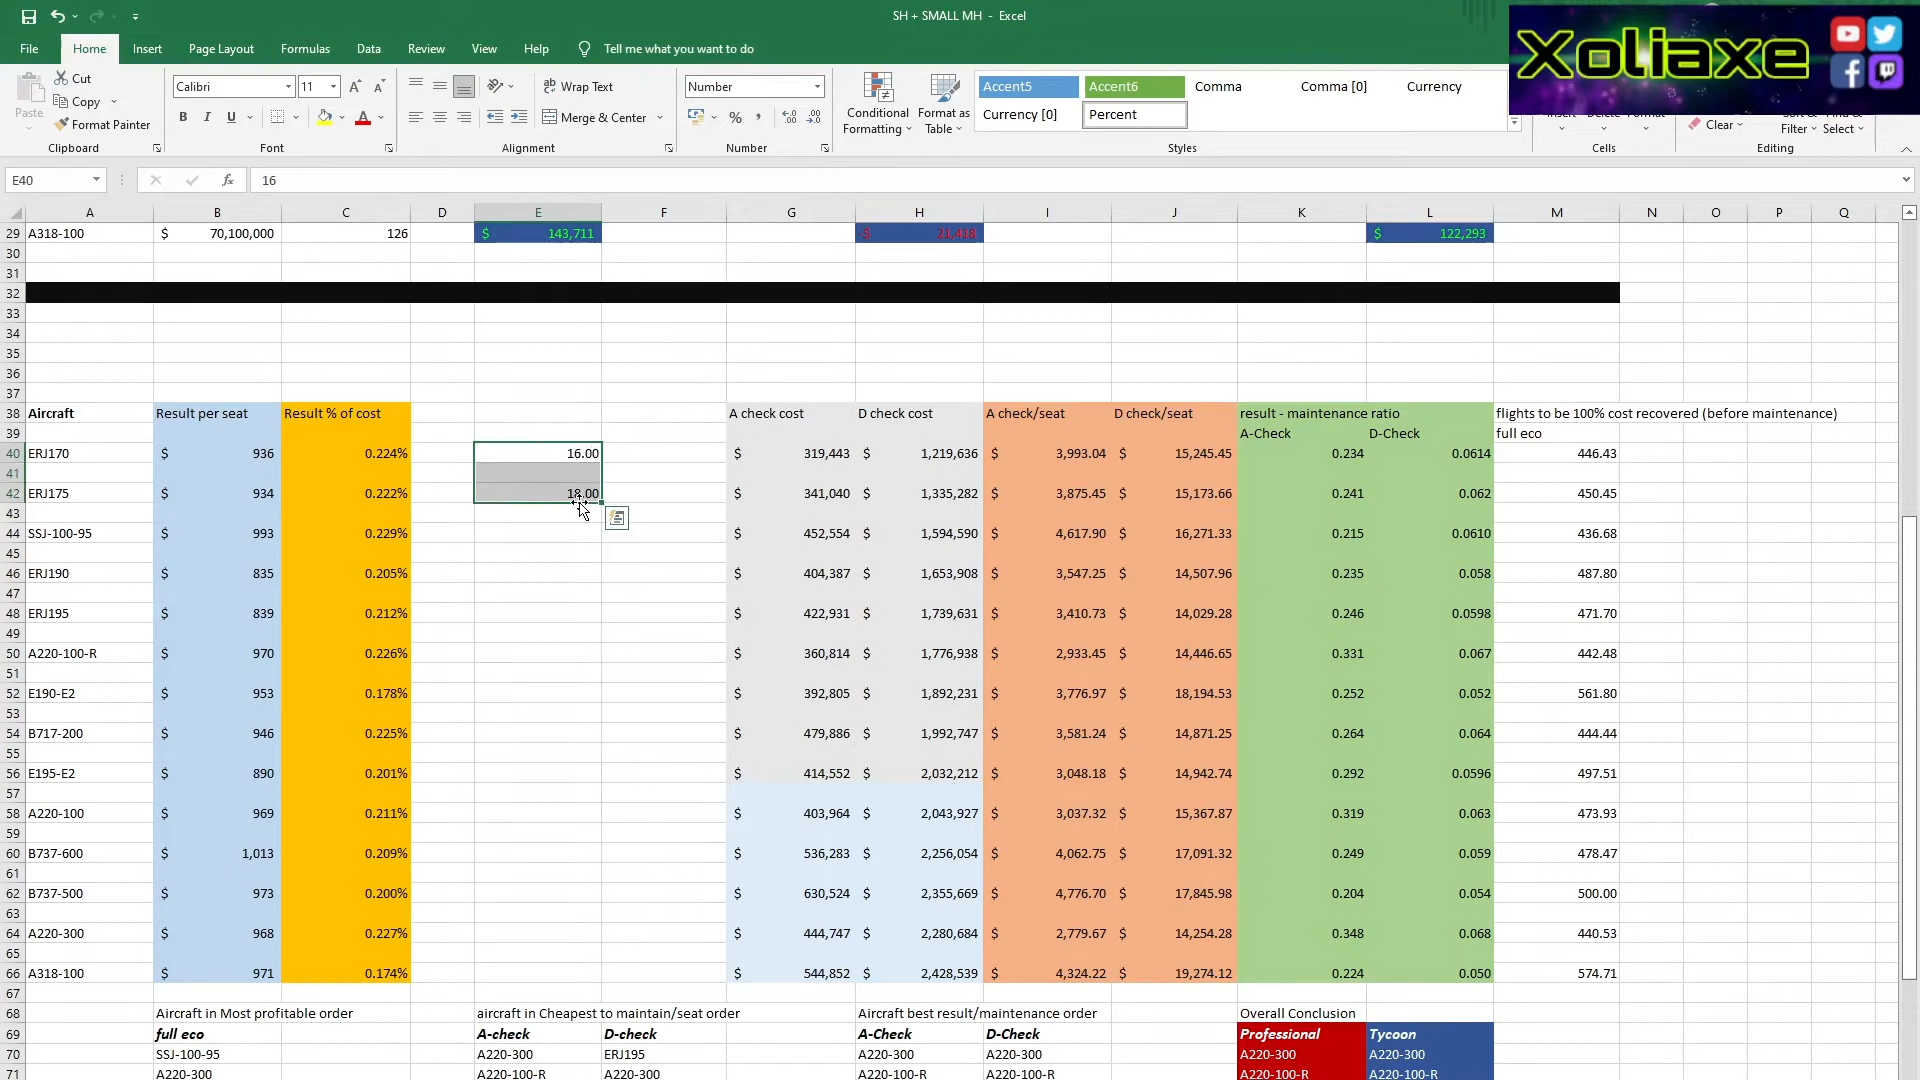 SH + SMALL MH - Excel
Xoliaxe
File Home Insert Page Layout Formulas Data Review View Help Tell me what you want to do
Paste Cut Copy Format Painter Clipboard
Calibri 11 B I U Font
Wrap Text Merge & Center Alignment
Number % Number
Conditional Formatting Format as Table
Accent5 Accent6 Comma Comma [0] Currency
Currency [0] Percent
Styles
Insert Delete Format Cells
Clear Sort & Filter Find & Select Editing
E40 fx 16
A B C D E F G H I J K L M N O P Q
29 A318-100 $ 70,100,000 126 $ 143,711 $ 21,418 $ 122,293
30
31
32
33
34
35
36
37
38 Aircraft Result per seat Result % of cost A check cost D check cost A check/seat D check/seat result - maintenance ratio flights to be 100% cost recovered (before maintenance)
39 A-Check D-Check full eco
40 ERJ170 $ 936 0.224% 16.00 $ 319,443 $ 1,219,636 $ 3,993.04 $ 15,245.45 0.234 0.0614 446.43
41
42 ERJ175 $ 934 0.222% 18.00 $ 341,040 $ 1,335,282 $ 3,875.45 $ 15,173.66 0.241 0.062 450.45
43
44 SSJ-100-95 $ 993 0.229% $ 452,554 $ 1,594,590 $ 4,617.90 $ 16,271.33 0.215 0.0610 436.68
45
46 ERJ190 $ 835 0.205% $ 404,387 $ 1,653,908 $ 3,547.25 $ 14,507.96 0.235 0.058 487.80
47
48 ERJ195 $ 839 0.212% $ 422,931 $ 1,739,631 $ 3,410.73 $ 14,029.28 0.246 0.0598 471.70
49
50 A220-100-R $ 970 0.226% $ 360,814 $ 1,776,938 $ 2,933.45 $ 14,446.65 0.331 0.067 442.48
51
52 E190-E2 $ 953 0.178% $ 392,805 $ 1,892,231 $ 3,776.97 $ 18,194.53 0.252 0.052 561.80
53
54 B717-200 $ 946 0.225% $ 479,886 $ 1,992,747 $ 3,581.24 $ 14,871.25 0.264 0.064 444.44
55
56 E195-E2 $ 890 0.201% $ 414,552 $ 2,032,212 $ 3,048.18 $ 14,942.74 0.292 0.0596 497.51
57
58 A220-100 $ 969 0.211% $ 403,964 $ 2,043,927 $ 3,037.32 $ 15,367.87 0.319 0.063 473.93
59
60 B737-600 $ 1,013 0.209% $ 536,283 $ 2,256,054 $ 4,062.75 $ 17,091.32 0.249 0.059 478.47
61
62 B737-500 $ 973 0.200% $ 630,524 $ 2,355,669 $ 4,776.70 $ 17,845.98 0.204 0.054 500.00
63
64 A220-300 $ 968 0.227% $ 444,747 $ 2,280,684 $ 2,779.67 $ 14,254.28 0.348 0.068 440.53
65
66 A318-100 $ 971 0.174% $ 544,852 $ 2,428,539 $ 4,324.22 $ 19,274.12 0.224 0.050 574.71
67
68 Aircraft in Most profitable order aircraft in Cheapest to maintain/seat order Aircraft best result/maintenance order Overall Conclusion
69 full eco A-check D-check A-Check D-Check Professional Tycoon
70 SSJ-100-95 A220-300 ERJ195 A220-300 A220-300 A220-300 A220-300
71 A220-300 A220-100-R A220-300 A220-100-R A220-100-R A220-100-R A220-100-R